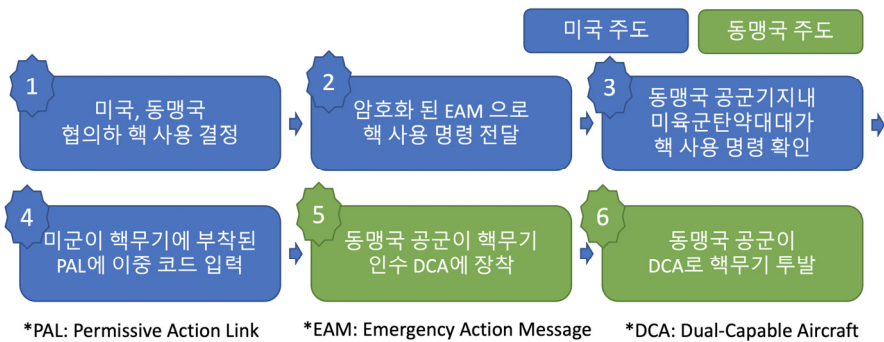 미국 주도
동맹국 주도
1
미국, 동맹국
협의하 핵 사용 결정
2
암호화 된 EAM 으로
핵 사용 명령 전달
3
동맹국 공군기지내
미육군탄약대대가
핵 사용 명령 확인
4
미군이 핵무기에 부착된
PAL에 이중 코드 입력
5
동맹국 공군이 핵무기
인수 DCA에 장착
6
동맹국 공군이
DCA로 핵무기 투발
*PAL: Permissive Action Link
*EAM: Emergency Action Message
*DCA: Dual-Capable Aircraft